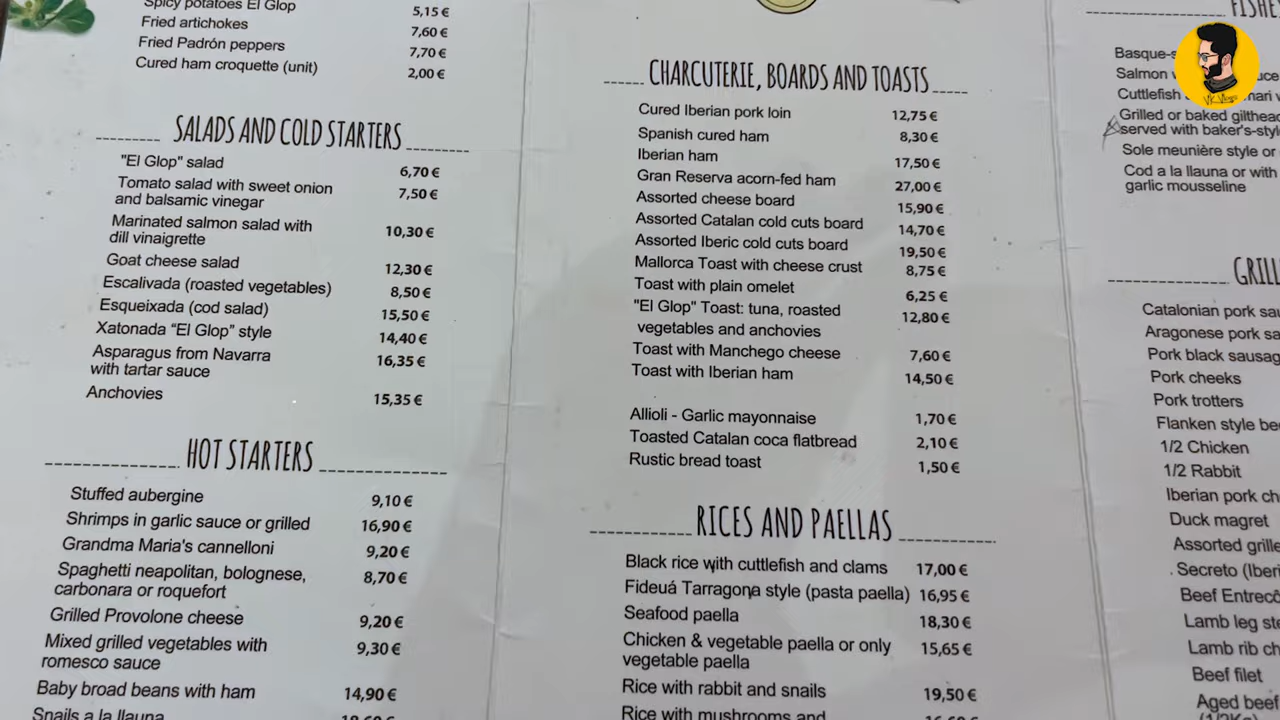 Spicy potatoes El Glop 5,15 €
Fried artichokes 7,60 €
Fried Padrón peppers 7,70 €
Cured ham croquette (unit) 2,00 €
SALADS AND COLD STARTERS
"El Glop" salad 6,70 €
Tomato salad with sweet onion 7,50 €
and balsamic vinegar
Marinated salmon salad with 10,30 €
dill vinaigrette
Goat cheese salad 12,30 €
Escalivada (roasted vegetables) 8,50 €
Esqueixada (cod salad) 15,50 €
Xatonada "El Glop" style 14,40 €
Asparagus from Navarra 16,35 €
with tartar sauce
Anchovies 15,35 €
HOT STARTERS
Stuffed aubergine 9,10 €
Shrimps in garlic sauce or grilled 16,90 €
Grandma Maria's cannelloni 9,20 €
Spaghetti neapolitan, bolognese, 8,70 €
carbonara or roquefort
Grilled Provolone cheese 9,20 €
Mixed grilled vegetables with 9,30 €
romesco sauce
Baby broad beans with ham 14,90 €
Snails a la llauna
CHARCUTERIE, BOARDS AND TOASTS
Cured Iberian pork loin 12,75 €
Spanish cured ham 8,30 €
Iberian ham 17,50 €
Gran Reserva acorn-fed ham 27,00 €
Assorted cheese board 15,90 €
Assorted Catalan cold cuts board 14,70 €
Assorted Iberic cold cuts board 19,50 €
Mallorca Toast with cheese crust 8,75 €
Toast with plain omelet 6,25 €
"El Glop" Toast: tuna, roasted 12,80 €
vegetables and anchovies
Toast with Manchego cheese 7,60 €
Toast with Iberian ham 14,50 €
Allioli - Garlic mayonnaise 1,70 €
Toasted Catalan coca flatbread 2,10 €
Rustic bread toast 1,50 €
RICES AND PAELLAS
Black rice with cuttlefish and clams 17,00 €
Fideuá Tarragona style (pasta paella) 16,95 €
Seafood paella 18,30 €
Chicken & vegetable paella or only 15,65 €
vegetable paella
Rice with rabbit and snails 19,50 €
Rice with mushrooms and
Salmon
Cuttlefish
Grilled or baked
served with
Sole meunière style or
Cod a la llauna or with
garlic mousseline
Catalonian pork
Aragonese pork
Pork black
Pork cheeks
Pork trotters
Flanken style
1/2 Chicken
1/2 Rabbit
Iberian pork
Duck magret
Assorted
Secreto
Beef
Lamb leg
Lamb rib
Beef filet
Aged beef